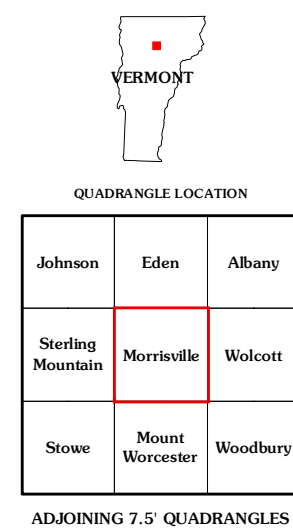 VERMONT
QUADRANGLE LOCATION
Johnson Eden Albany
Sterling
Mountain Morrisville Wolcott
Stowe Mount
Worcester Woodbury
ADJOINING 7.5' QUADRANGLES